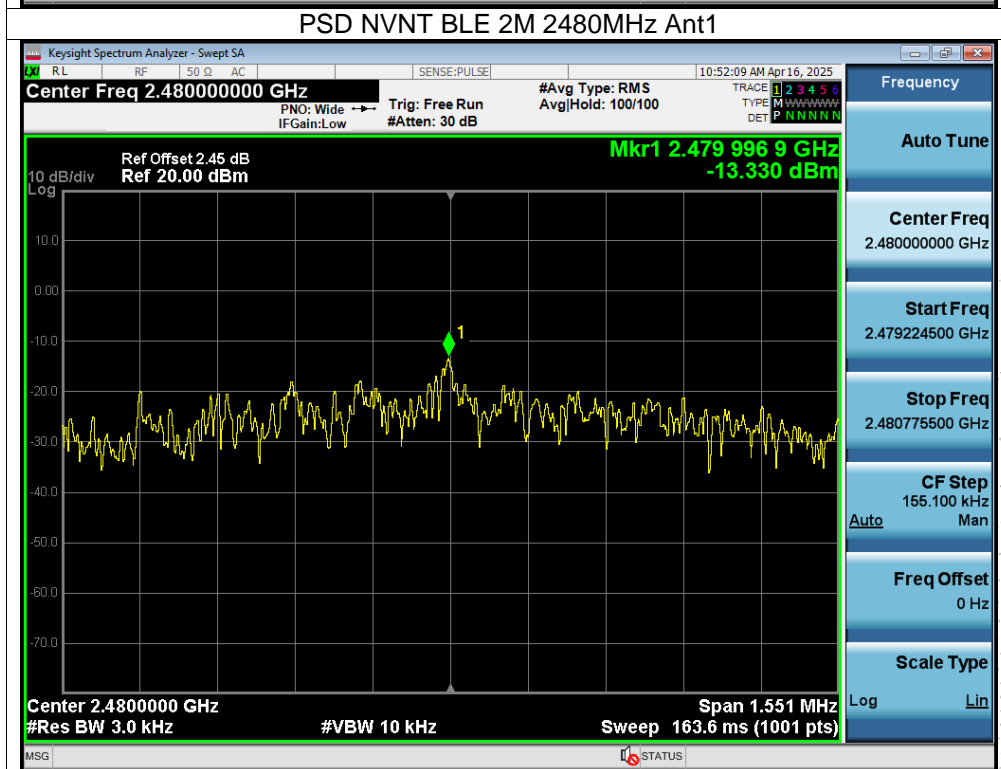 PSD NVNT BLE 2M 2480MHz Ant1
Keysight Spectrum Analyzer - Swept SA
LXI RL RF 50 Ω AC SENSE:PULSE 10:52:09 AM Apr 16, 2025
Center Freq 2.480000000 GHz
PNO: Wide
IFGain:Low
Trig: Free Run
#Atten: 30 dB
#Avg Type: RMS
Avg|Hold: 100/100
TRACE 1 2 3 4 5 6
TYPE M WWWWW
DET P N N N N N
Mkr1 2.479 996 9 GHz
-13.330 dBm
Ref Offset 2.45 dB
10 dB/div Ref 20.00 dBm
Log
10.0
0.00
-10.0
-20.0
-30.0
-40.0
-50.0
-60.0
-70.0
1
Center 2.4800000 GHz Span 1.551 MHz
#Res BW 3.0 kHz #VBW 10 kHz Sweep 163.6 ms (1001 pts)
MSG STATUS
Frequency
Auto Tune
Center Freq
2.480000000 GHz
Start Freq
2.479224500 GHz
Stop Freq
2.480775500 GHz
CF Step
155.100 kHz
Auto Man
Freq Offset
0 Hz
Scale Type
Log Lin